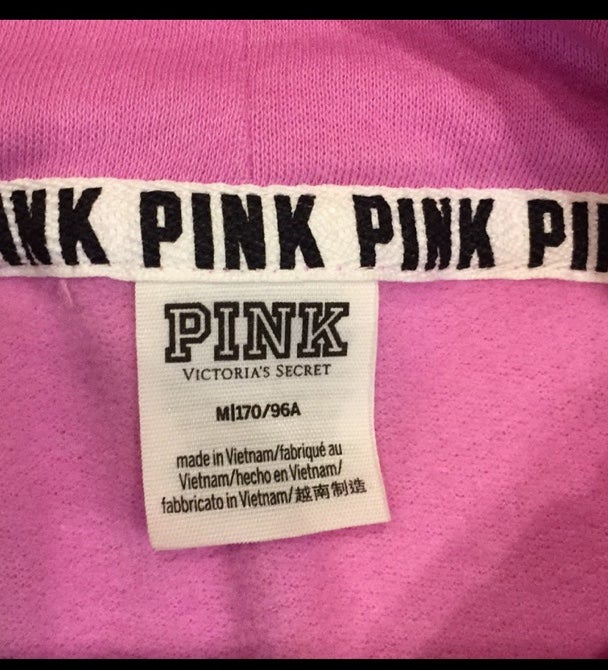 INK PINK PINK PI
PINK
VICTORIA'S SECRET
M|170/96A
made in Vietnam/fabriqué au
Vietnam/hecho en Vietnam/
fabbricato in Vietnam/越南制造